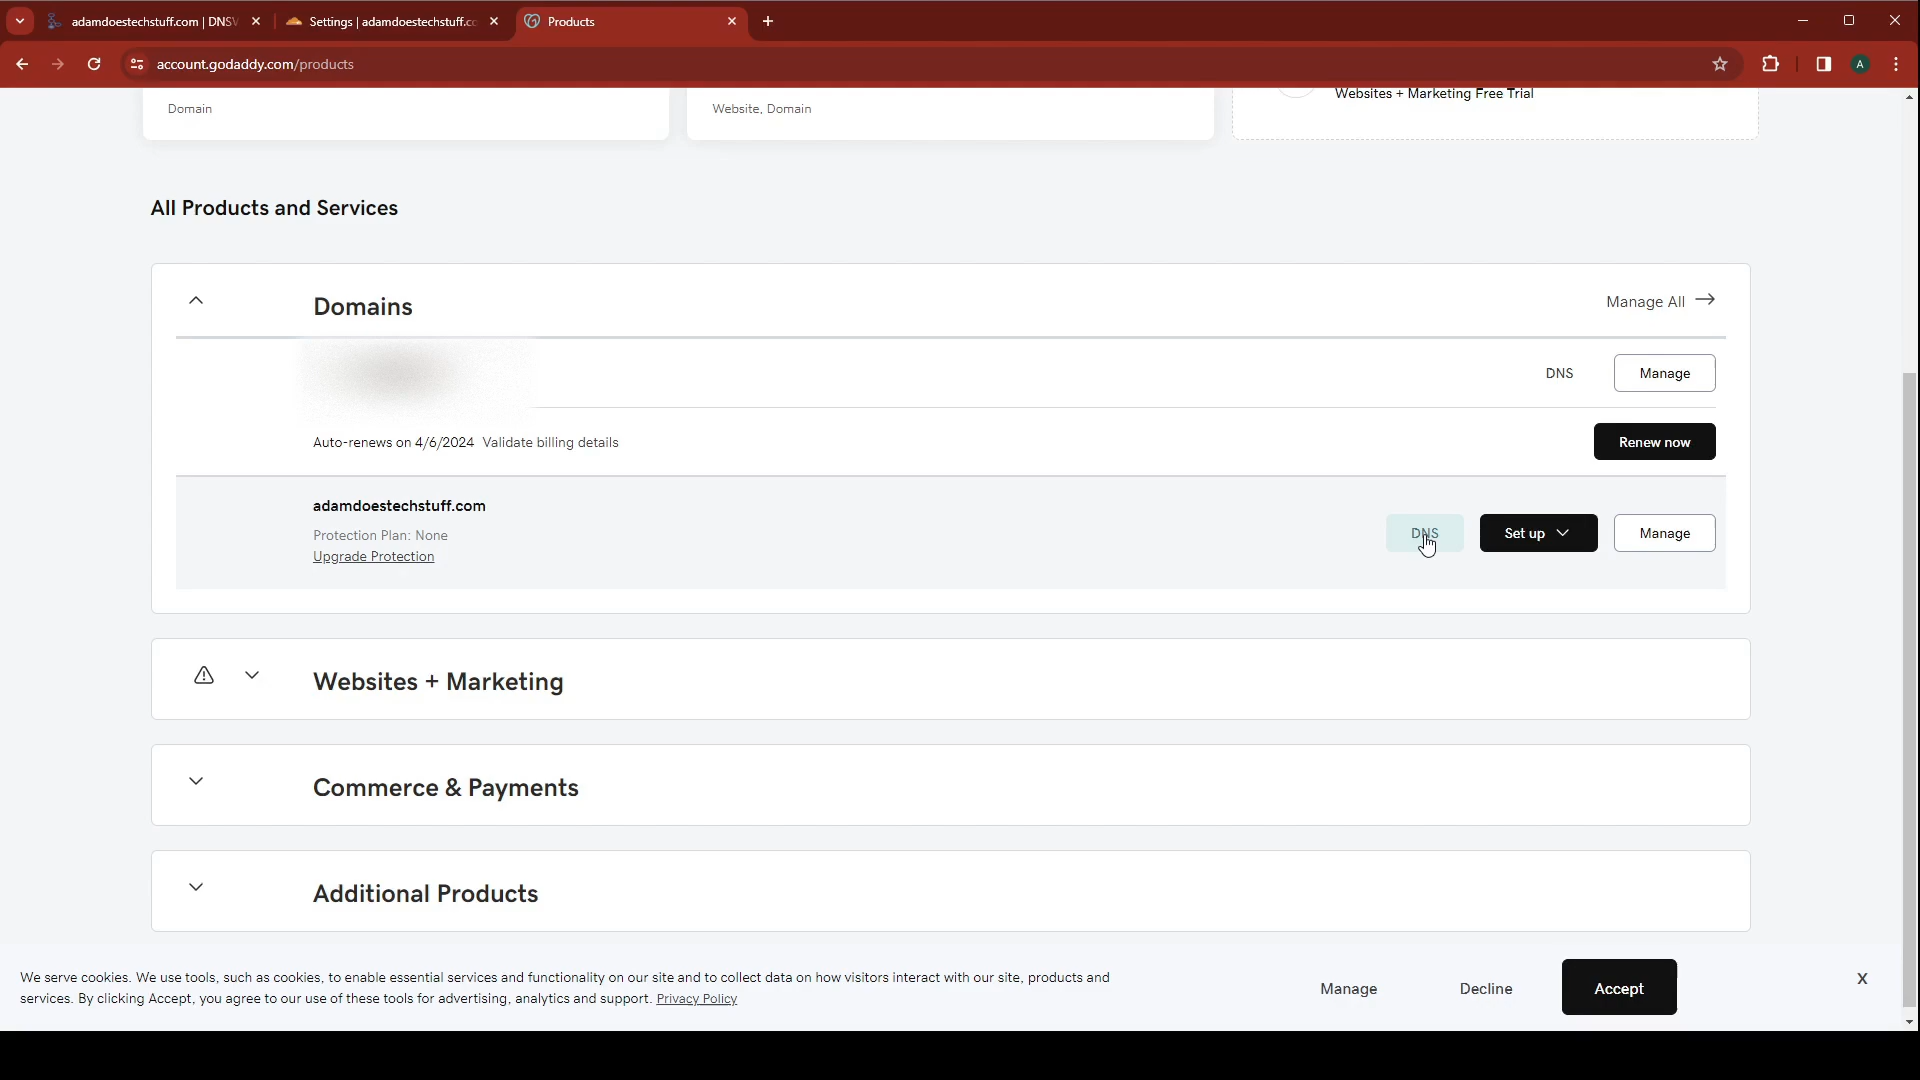 adamdoestechstuff.com | DNSV
Settings | adamdoestechstuff.co
Products
account.godaddy.com/products
A
Domain
Website, Domain
Websites + Marketing Free Trial
All Products and Services
Domains
Manage All
DNS
Manage
Auto-renews on 4/6/2024 Validate billing details
Renew now
adamdoestechstuff.com
Protection Plan: None
Upgrade Protection
DNS
Set up
Manage
Websites + Marketing
Commerce & Payments
Additional Products
We serve cookies. We use tools, such as cookies, to enable essential services and functionality on our site and to collect data on how visitors interact with our site, products and
services. By clicking Accept, you agree to our use of these tools for advertising, analytics and support. Privacy Policy
Manage
Decline
Accept
X